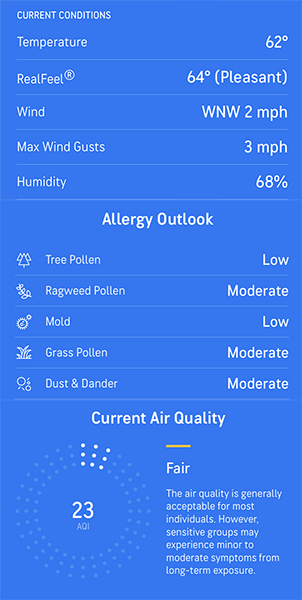 CURRENT CONDITIONS
Temperature 62°
RealFeel® 64° (Pleasant)
Wind WNW 2 mph
Max Wind Gusts 3 mph
Humidity 68%
Allergy Outlook
Tree Pollen Low
Ragweed Pollen Moderate
Mold Low
Grass Pollen Moderate
Dust & Dander Moderate
Current Air Quality
23
AQI
Fair
The air quality is generally
acceptable for most
individuals. However,
sensitive groups may
experience minor to
moderate symptoms from
long-term exposure.